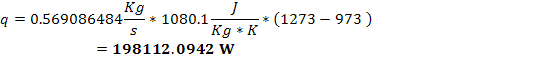 q = 0.569086484 Kg/s * 1080.1 J/(Kg * K) * (1273 − 973 )
= 198112.0942 W